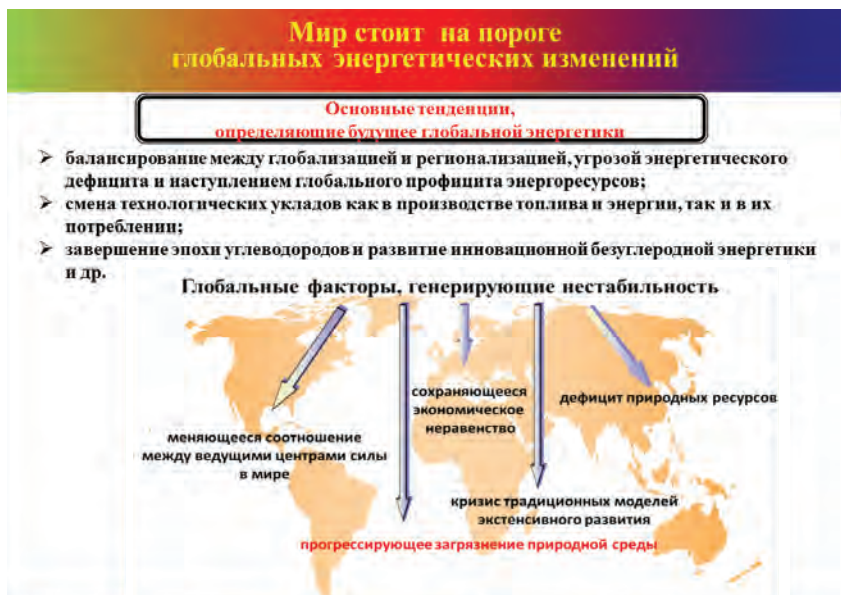 Мир стоит на пороге
глобальных энергетических изменений
Основные тенденции,
определяющие будущее глобальной энергетики
➢ балансирование между глобализацией и регионализацией, угрозой энергетического
дефицита и наступлением глобального профицита энергоресурсов;
➢ смена технологических укладов как в производстве топлива и энергии, так и в их
потреблении;
➢ завершение эпохи углеводородов и развитие инновационной безуглеродной энергетики
и др.
Глобальные факторы, генерирующие нестабильность
меняющееся соотношение
между ведущими центрами силы
в мире
сохраняющееся
экономическое
неравенство
дефицит природных ресурсов
кризис традиционных моделей
экстенсивного развития
прогрессирующее загрязнение природной среды